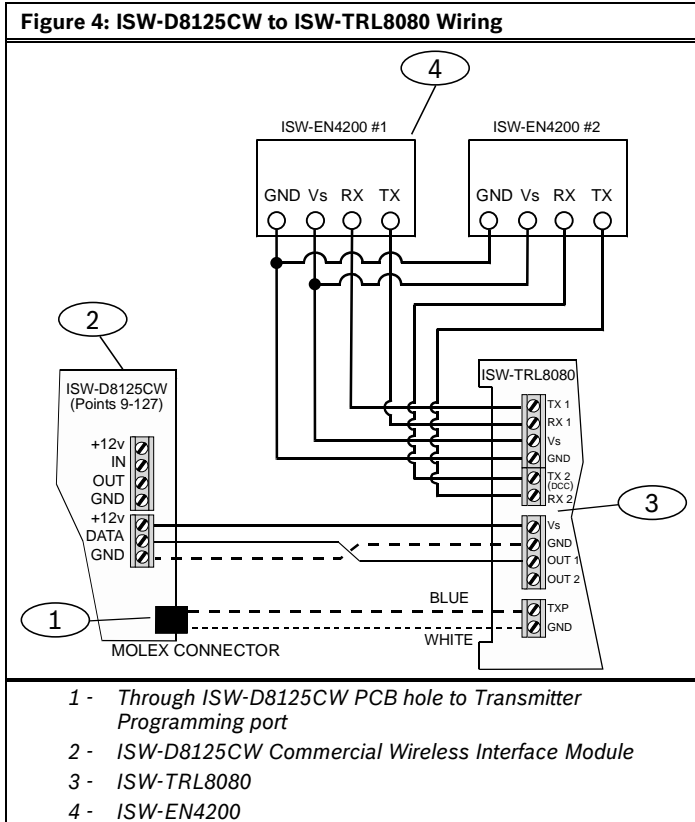 Figure 4: ISW-D8125CW to ISW-TRL8080 Wiring
4
ISW-EN4200 #1
ISW-EN4200 #2
GND Vs RX TX
GND Vs RX TX
2
ISW-D8125CW
(Points 9-127)
+12v
IN
OUT
GND
+12v
DATA
GND
ISW-TRL8080
TX 1
RX 1
Vs
GND
TX 2
(DCC)
RX 2
3
Vs
GND
OUT 1
OUT 2
TXP
GND
BLUE
WHITE
1
MOLEX CONNECTOR
1 - Through ISW-D8125CW PCB hole to Transmitter
Programming port
2 - ISW-D8125CW Commercial Wireless Interface Module
3 - ISW-TRL8080
4 - ISW-EN4200